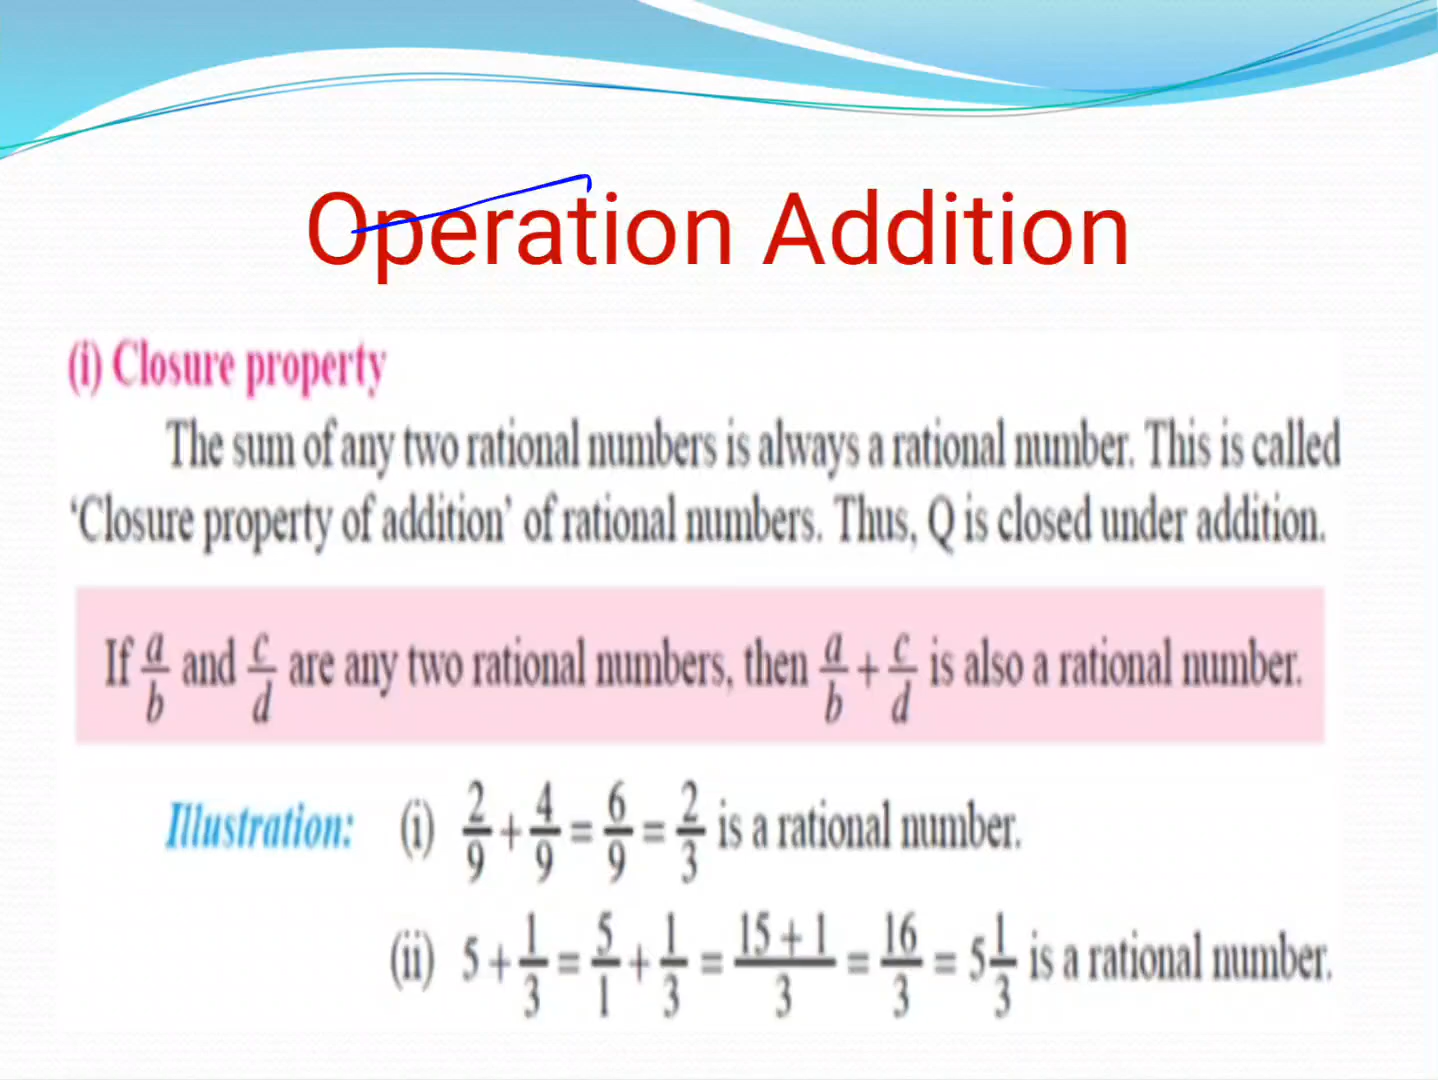 Operation Addition
(i) Closure property
The sum of any two rational numbers is always a rational number. This is called
‘Closure property of addition’ of rational numbers. Thus, Q is closed under addition.
If a/b and c/d are any two rational numbers, then a/b + c/d is also a rational number.
Illustration: (i) 2/9 + 4/9 = 6/9 = 2/3 is a rational number.
(ii) 5 + 1/3 = 5/1 + 1/3 = (15 + 1)/3 = 16/3 = 5 1/3 is a rational number.